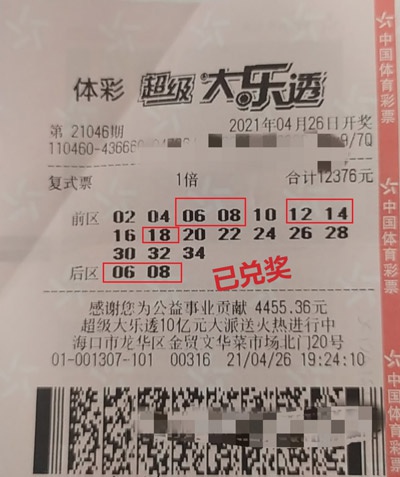 体彩 超级大乐透
第 21046期 2021年04月26日开奖
110460-43666 9/7Q
复式票 1倍 合计12376元
前区 02 04 06 08 10 12 14
16 18 20 22 24 26 28
30 32 34
后区 06 08
已兑奖
感谢您为公益事业贡献 4455.36元
超级大乐透10亿元大派送火热进行中
海口市龙华区金贸文华菜市场北门20号
01-001307-101 00316 21/04/26 19:24:10
中国体育彩票
中国体育彩票
中国体育彩票